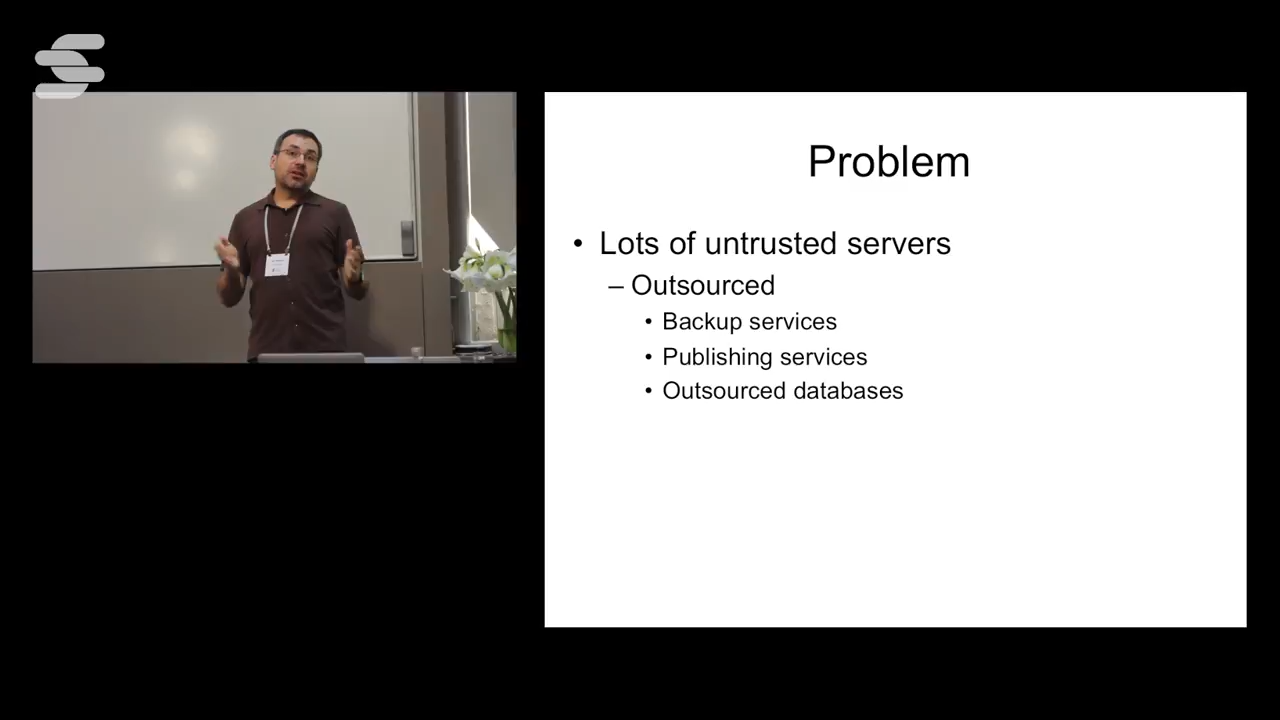 Problem
• Lots of untrusted servers
– Outsourced
• Backup services
• Publishing services
• Outsourced databases